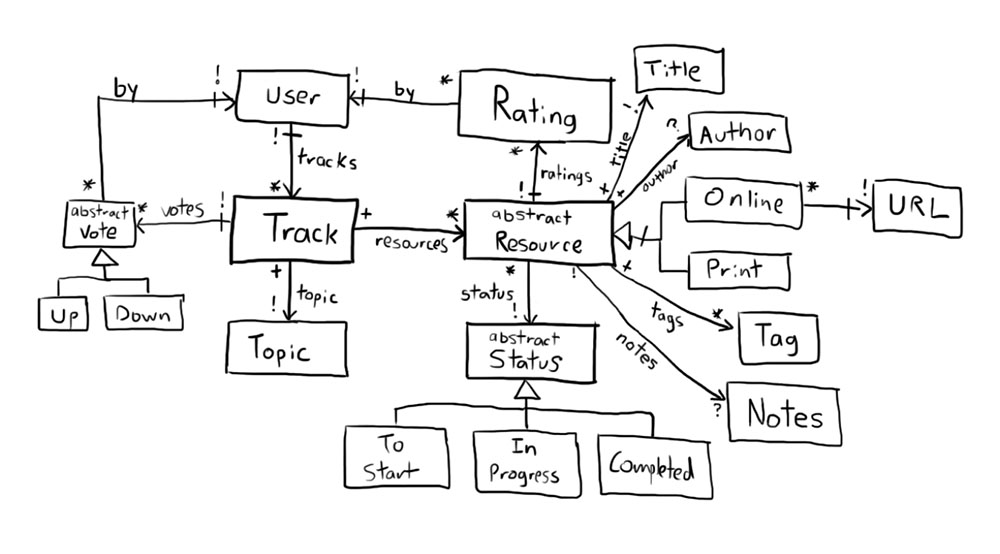 Title
by
!
User
!
by
*
Rating
!
title
?
Author
!
tracks
*
*
ratings
!
+
+
author
*
abstract
Vote
*
votes
!
*
Track
+
resources
*
abstract
Resource
Online
*
!
URL
Print
+
!
topic
*
status
!
!
+
tags
*
Tag
Up
Down
Topic
abstract
Status
notes
?
Notes
To
Start
In
Progress
Completed